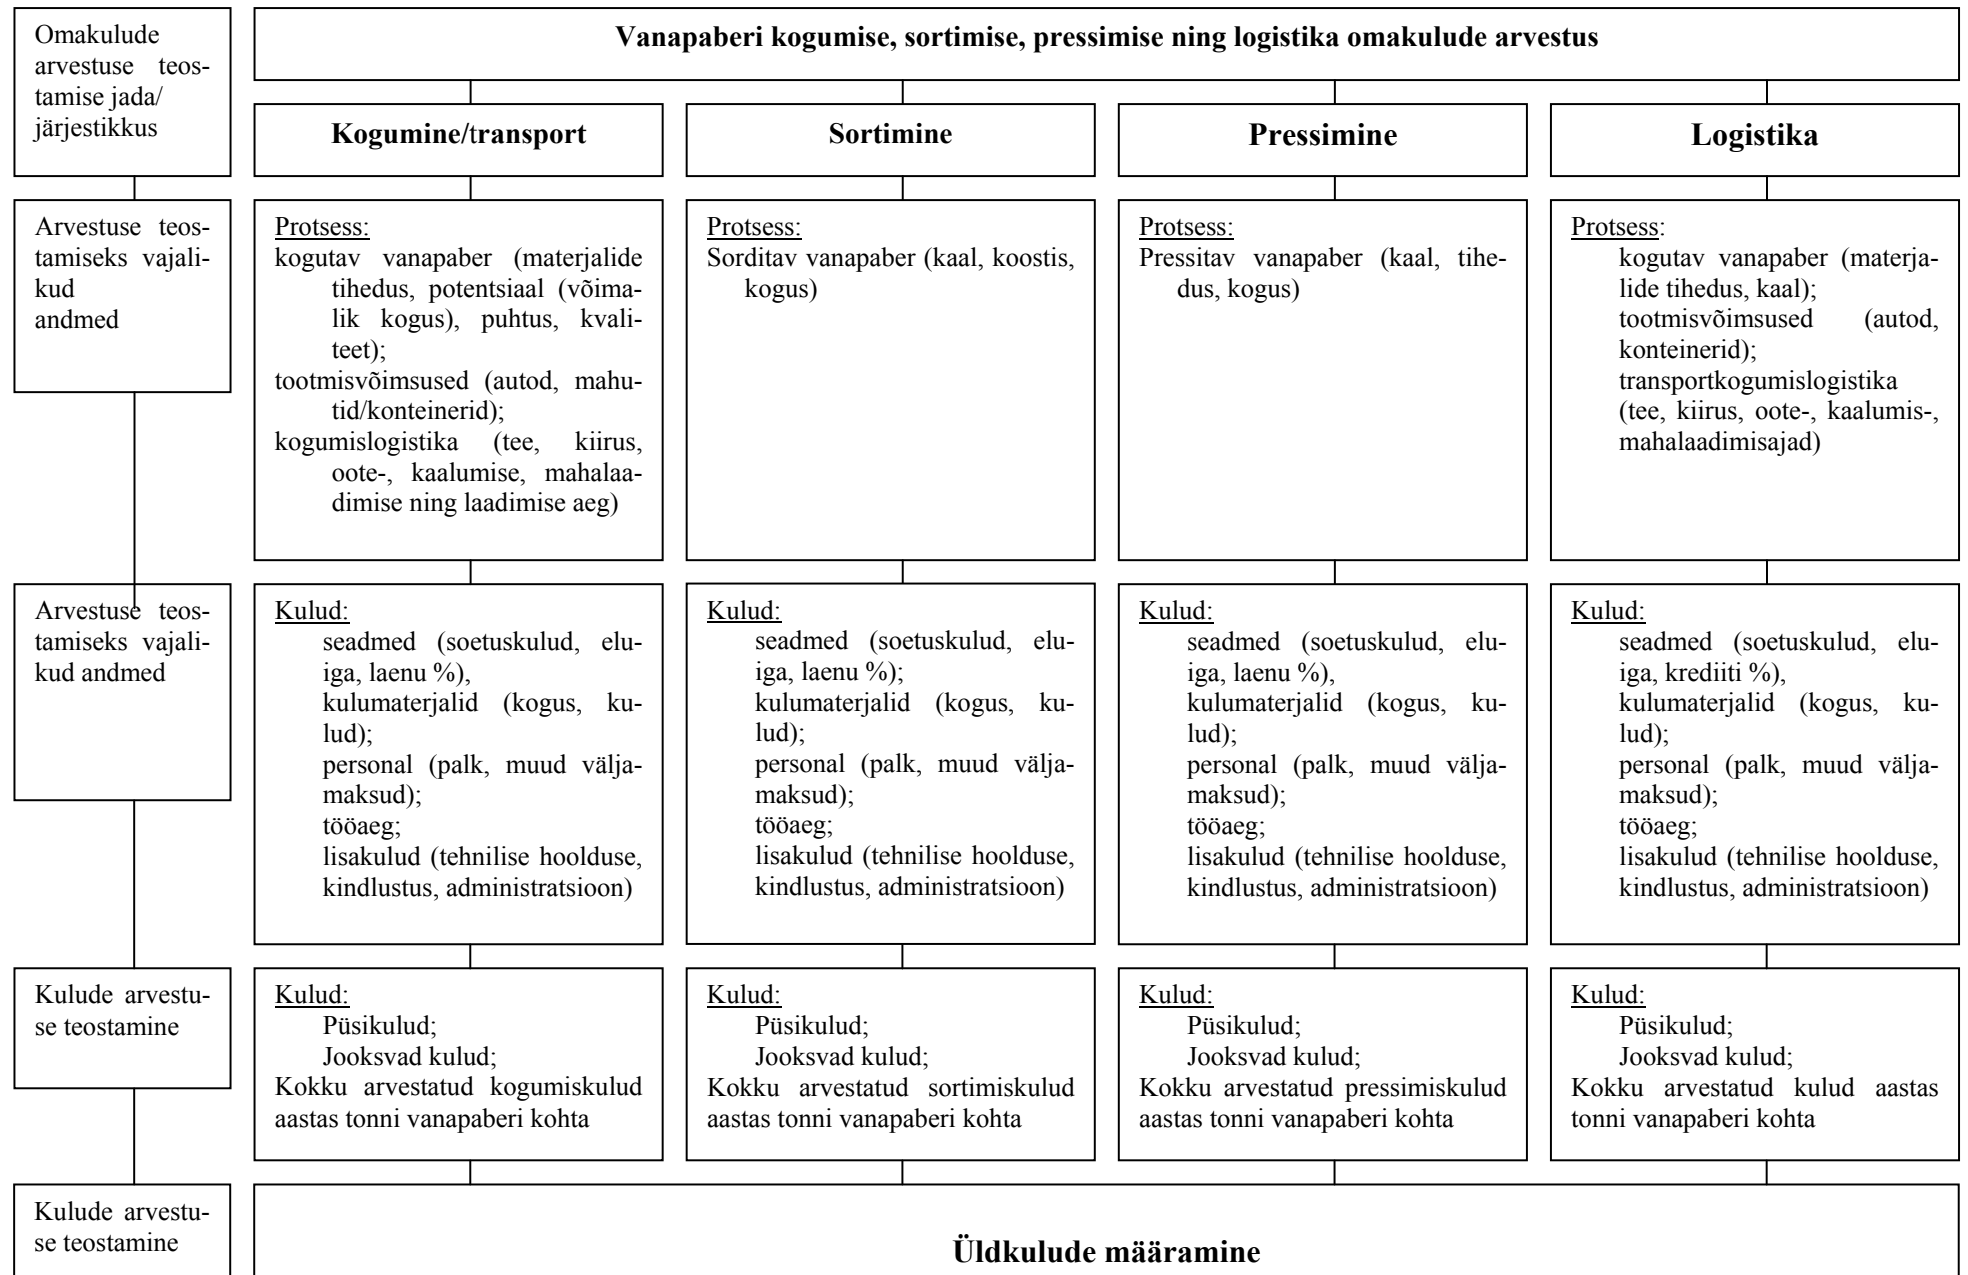 Omakulude
arvestuse teos-
tamise jada/
järjestikkus
Vanapaberi kogumise, sortimise, pressimise ning logistika omakulude arvestus
Kogumine/transport
Sortimine
Pressimine
Logistika
Arvestuse teos-
tamiseks vajali-
kud
andmed
Protsess:
kogutav vanapaber (materjalide
tihedus, potentsiaal (võima-
lik kogus), puhtus, kvali-
teet);
tootmisvõimsused (autod, mahu-
tid/konteinerid);
kogumislogistika (tee, kiirus,
oote-, kaalumise, mahalaa-
dimise ning laadimise aeg)
Protsess:
Sorditav vanapaber (kaal, koostis,
kogus)
Protsess:
Pressitav vanapaber (kaal, tihe-
dus, kogus)
Protsess:
kogutav vanapaber (materja-
lide tihedus, kaal);
tootmisvõimsused (autod,
konteinerid);
transportkogumislogistika
(tee, kiirus, oote-, kaalumis-,
mahalaadimisajad)
Arvestuse teos-
tamiseks vajali-
kud andmed
Kulud:
seadmed (soetuskulud, elu-
iga, laenu %),
kulumaterjalid (kogus, ku-
lud);
personal (palk, muud välja-
maksud);
tööaeg;
lisakulud (tehnilise hoolduse,
kindlustus, administratsioon)
Kulud:
seadmed (soetuskulud, elu-
iga, laenu %);
kulumaterjalid (kogus, ku-
lud);
personal (palk, muud välja-
maksud);
tööaeg;
lisakulud (tehnilise hoolduse,
kindlustus, administratsioon)
Kulud:
seadmed (soetuskulud, elu-
iga, laenu %),
kulumaterjalid (kogus, ku-
lud);
personal (palk, muud välja-
maksud);
tööaeg;
lisakulud (tehnilise hoolduse,
kindlustus, administratsioon)
Kulud:
seadmed (soetuskulud, elu-
iga, krediiti %),
kulumaterjalid (kogus, ku-
lud);
personal (palk, muud välja-
maksud);
tööaeg;
lisakulud (tehnilise hoolduse,
kindlustus, administratsioon)
Kulude arvestu-
se teostamine
Kulud:
Püsikulud;
Jooksvad kulud;
Kokku arvestatud kogumiskulud
aastas tonni vanapaberi kohta
Kulud:
Püsikulud;
Jooksvad kulud;
Kokku arvestatud sortimiskulud
aastas tonni vanapaberi kohta
Kulud:
Püsikulud;
Jooksvad kulud;
Kokku arvestatud pressimiskulud
aastas tonni vanapaberi kohta
Kulud:
Püsikulud;
Jooksvad kulud;
Kokku arvestatud kulud aastas
tonni vanapaberi kohta
Kulude arvestu-
se teostamine
Üldkulude määramine